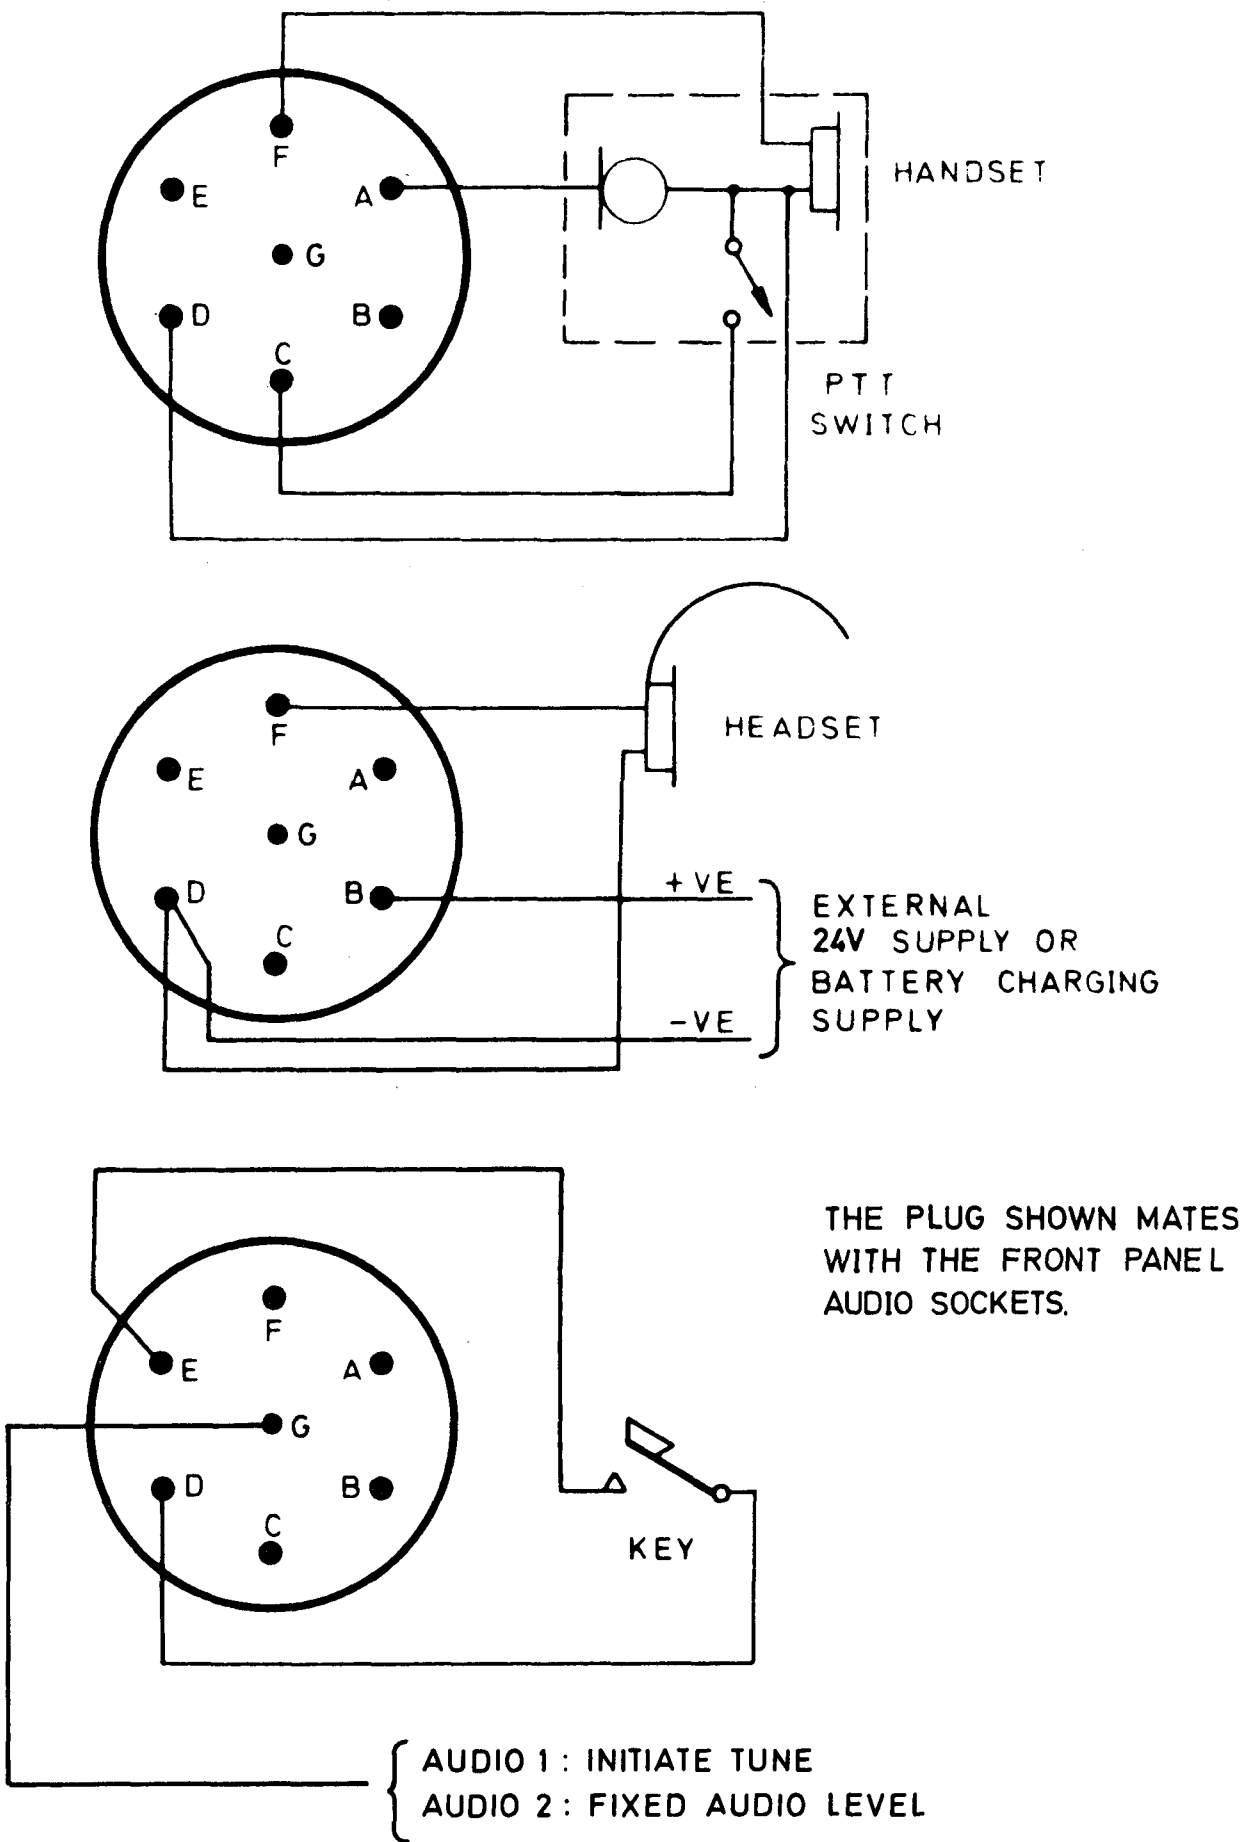 F
E
A
G
D
B
C
HANDSET
PTT
SWITCH
F
E
A
G
D
B
C
HEADSET
+VE
-VE
EXTERNAL
24V SUPPLY OR
BATTERY CHARGING
SUPPLY
THE PLUG SHOWN MATES
WITH THE FRONT PANEL
AUDIO SOCKETS.
F
E
A
G
D
B
C
KEY
AUDIO 1 : INITIATE TUNE
AUDIO 2 : FIXED AUDIO LEVEL